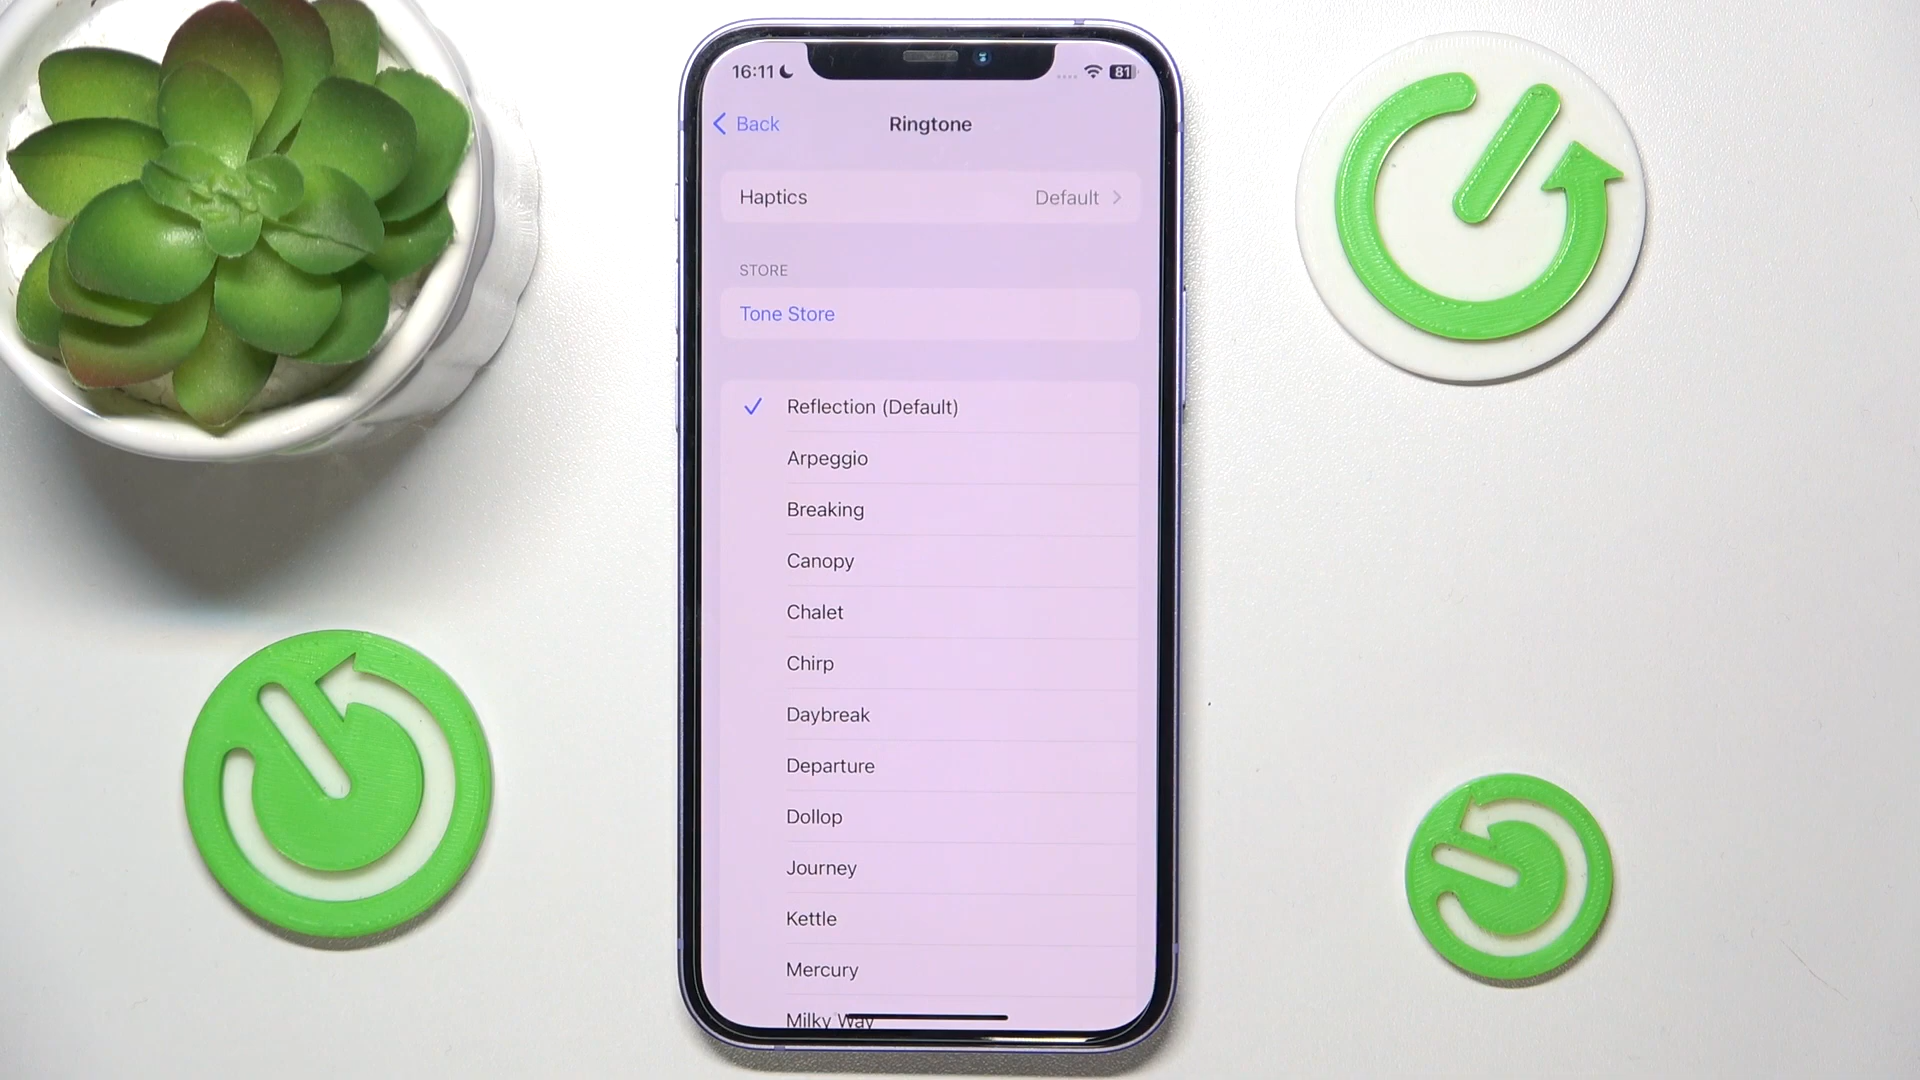 16:11
81
Back
Ringtone
Haptics
Default
STORE
Tone Store
Reflection (Default)
Arpeggio
Breaking
Canopy
Chalet
Chirp
Daybreak
Departure
Dollop
Journey
Kettle
Mercury
Milky Way